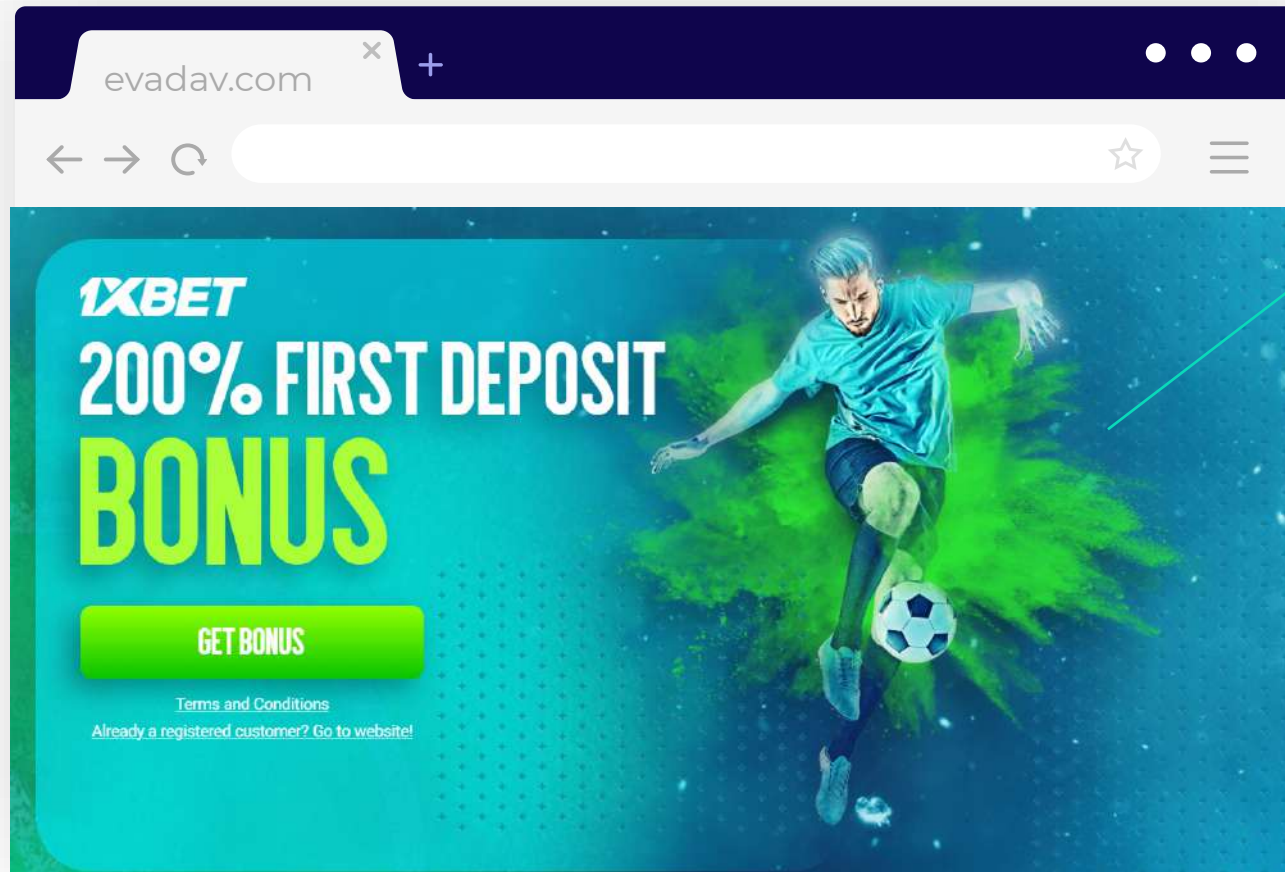 evadav.com
1XBET
200% FIRST DEPOSIT
BONUS
GET BONUS
Terms and Conditions
Already a registered customer? Go to website!